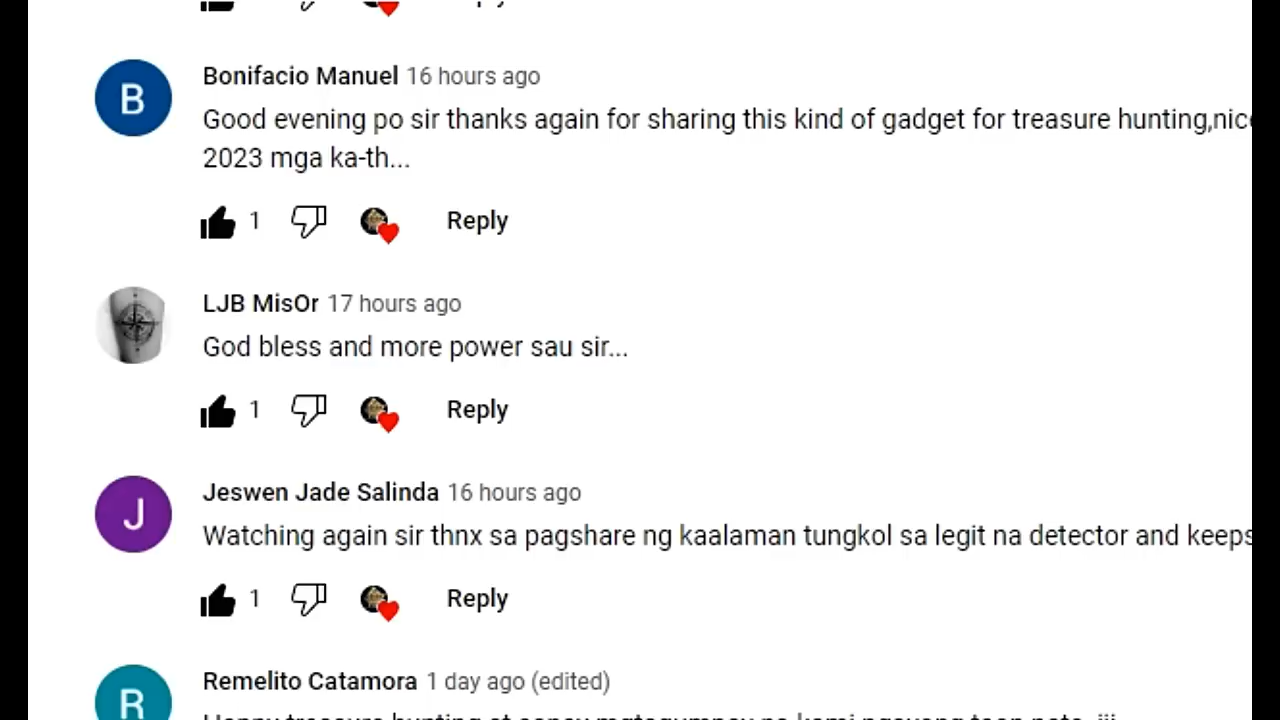 Bonifacio Manuel 16 hours ago
B
Good evening po sir thanks again for sharing this kind of gadget for treasure hunting,nice
2023 mga ka-th...
1 Reply
LJB MisOr 17 hours ago
God bless and more power sau sir...
1 Reply
Jeswen Jade Salinda 16 hours ago
J
Watching again sir thnx sa pagshare ng kaalaman tungkol sa legit na detector and keeps
1 Reply
Remelito Catamora 1 day ago (edited)
R